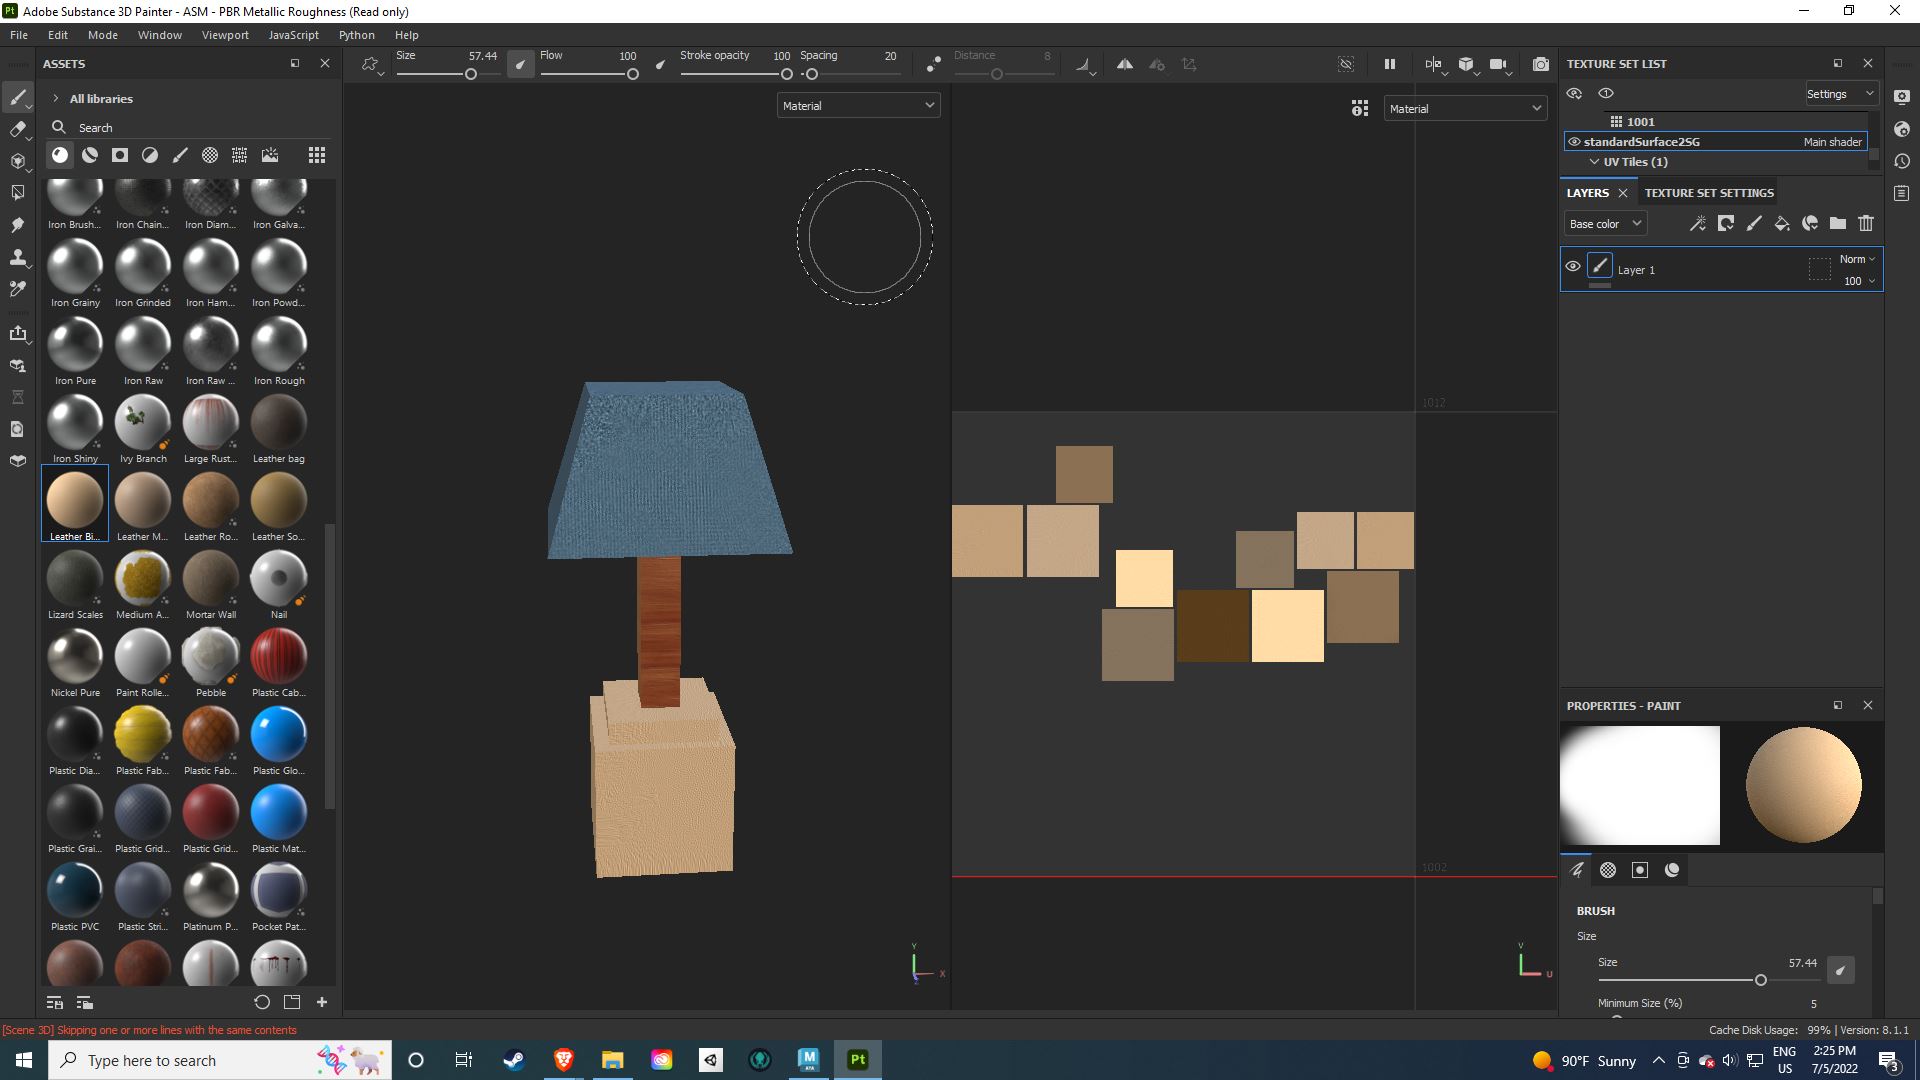 Pt Adobe Substance 3D Painter - ASM - PBR Metallic Roughness (Read only)
File Edit Mode Window Viewport JavaScript Python Help
ASSETS
All libraries
Search
Iron Brush... Iron Chain... Iron Diam... Iron Galva...
Iron Grainy Iron Grinded Iron Ham... Iron Powd...
Iron Pure Iron Raw Iron Raw ... Iron Rough
Iron Shiny Ivy Branch Large Rust... Leather bag
Leather Bi... Leather M... Leather Ro... Leather So...
Lizard Scales Medium A... Mortar Wall Nail
Nickel Pure Paint Rolle... Pebble Plastic Cab...
Plastic Dia... Plastic Fab... Plastic Fab... Plastic Glo...
Plastic Grai... Plastic Grid... Plastic Grid... Plastic Mat...
Plastic PVC Plastic Stri... Platinum P... Pocket Pat...
Size 57.44 Flow 100 Stroke opacity 100 Spacing 20 Distance 8
Material
Material
1012
1002
Y
X
Z
V
U
TEXTURE SET LIST
Settings
1001
standardSurface2SG Main shader
UV Tiles (1)
LAYERS TEXTURE SET SETTINGS
Base color
Layer 1
Norm
100
PROPERTIES - PAINT
BRUSH
Size
Size 57.44
Minimum Size (%) 5
[Scene 3D] Skipping one or more lines with the same contents
Cache Disk Usage: 99% | Version: 8.1.1
Type here to search
M
Pt
90°F Sunny
ENG
US
2:25 PM
7/5/2022
3